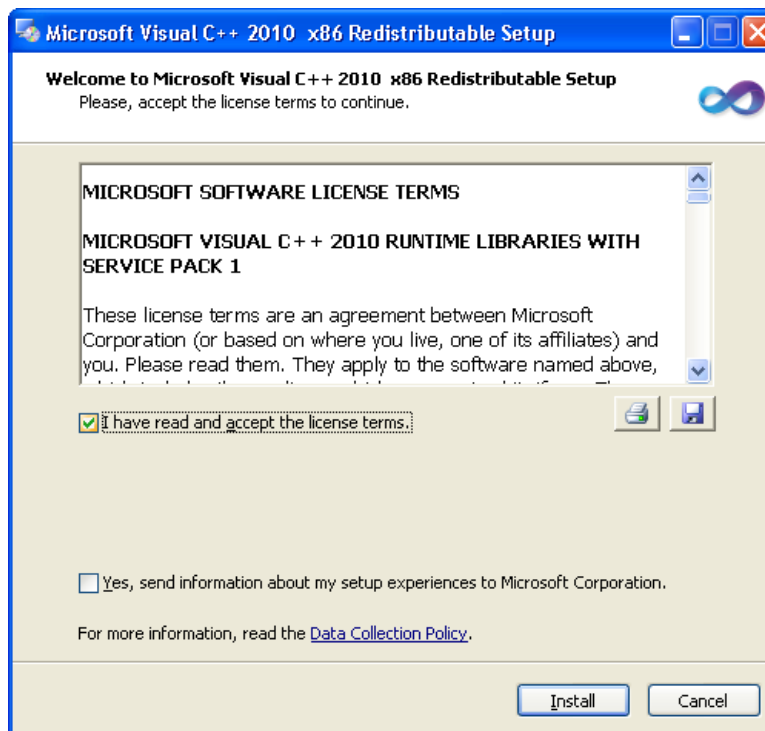 Microsoft Visual C++ 2010 x86 Redistributable Setup
Welcome to Microsoft Visual C++ 2010 x86 Redistributable Setup
Please, accept the license terms to continue.
MICROSOFT SOFTWARE LICENSE TERMS
MICROSOFT VISUAL C++ 2010 RUNTIME LIBRARIES WITH
SERVICE PACK 1
These license terms are an agreement between Microsoft
Corporation (or based on where you live, one of its affiliates) and
you. Please read them. They apply to the software named above,
I have read and accept the license terms.
Yes, send information about my setup experiences to Microsoft Corporation.
For more information, read the Data Collection Policy.
Install
Cancel